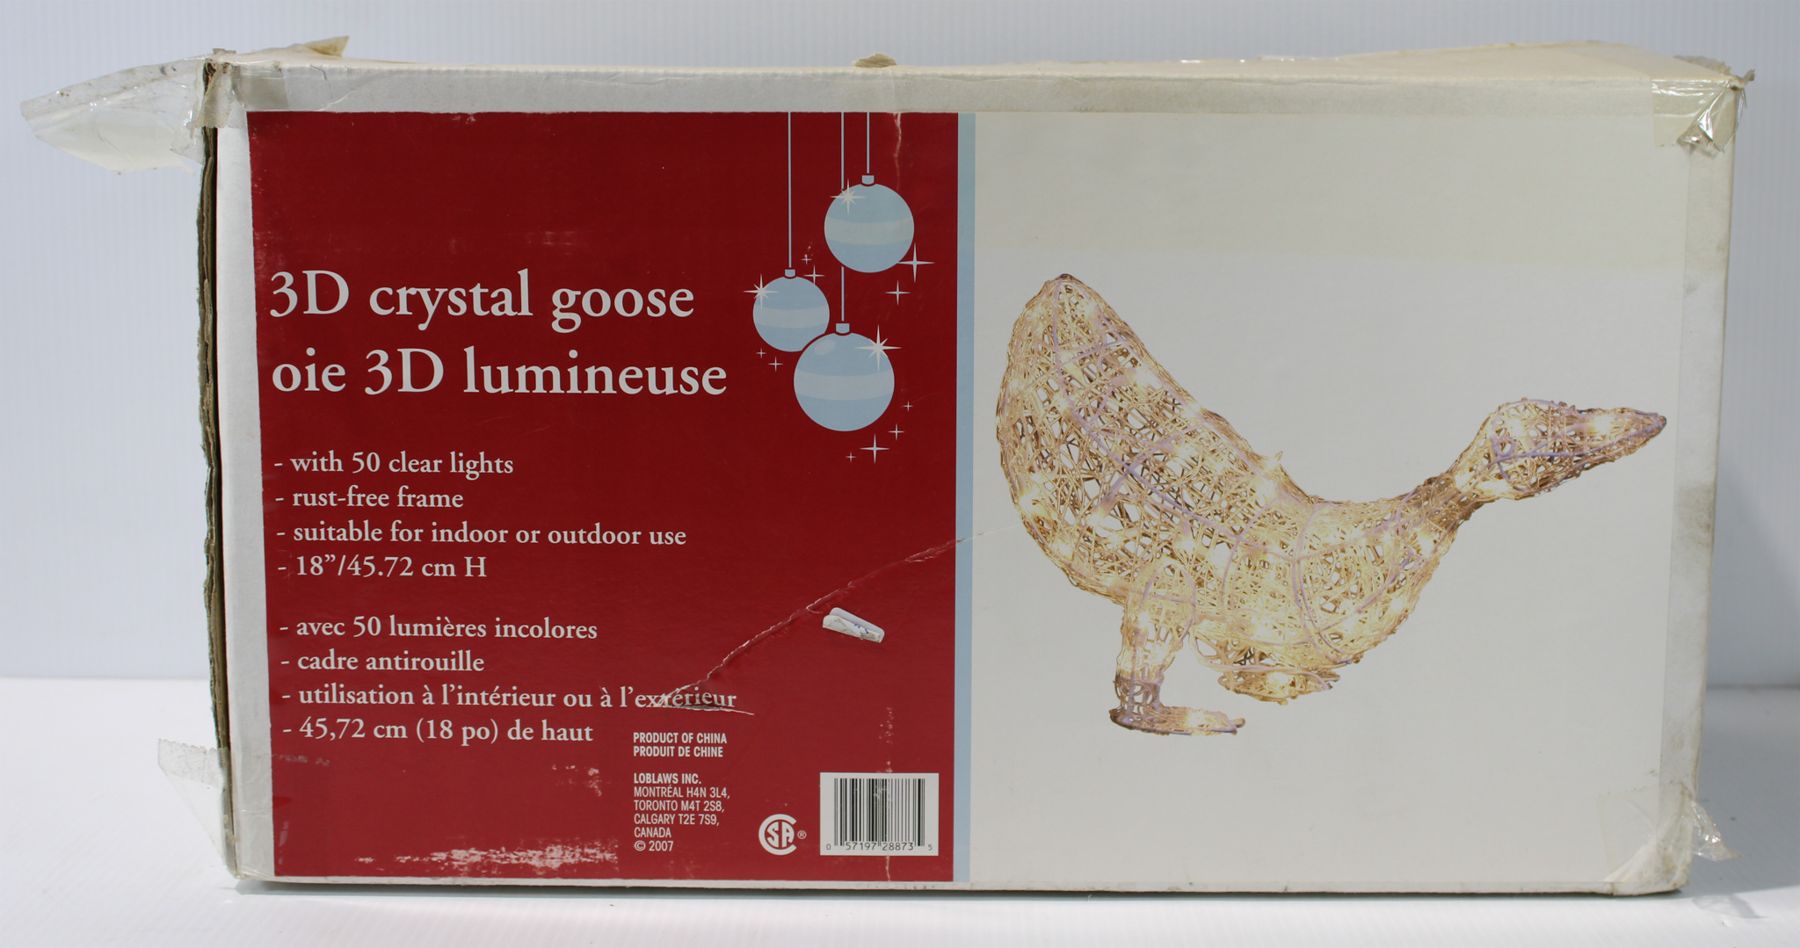 3D crystal goose
oie 3D lumineuse
- with 50 clear lights
- rust-free frame
- suitable for indoor or outdoor use
- 18”/45.72 cm H
- avec 50 lumières incolores
- cadre antirouille
- utilisation à l’intérieur ou à l’extérieur
- 45,72 cm (18 po) de haut
PRODUCT OF CHINA
PRODUIT DE CHINE
LOBLAWS INC.
MONTRÉAL H4N 3L4,
TORONTO M4T 2S8,
CALGARY T2E 7S9,
CANADA
© 2007
CSA ®
0 57197 28873 5